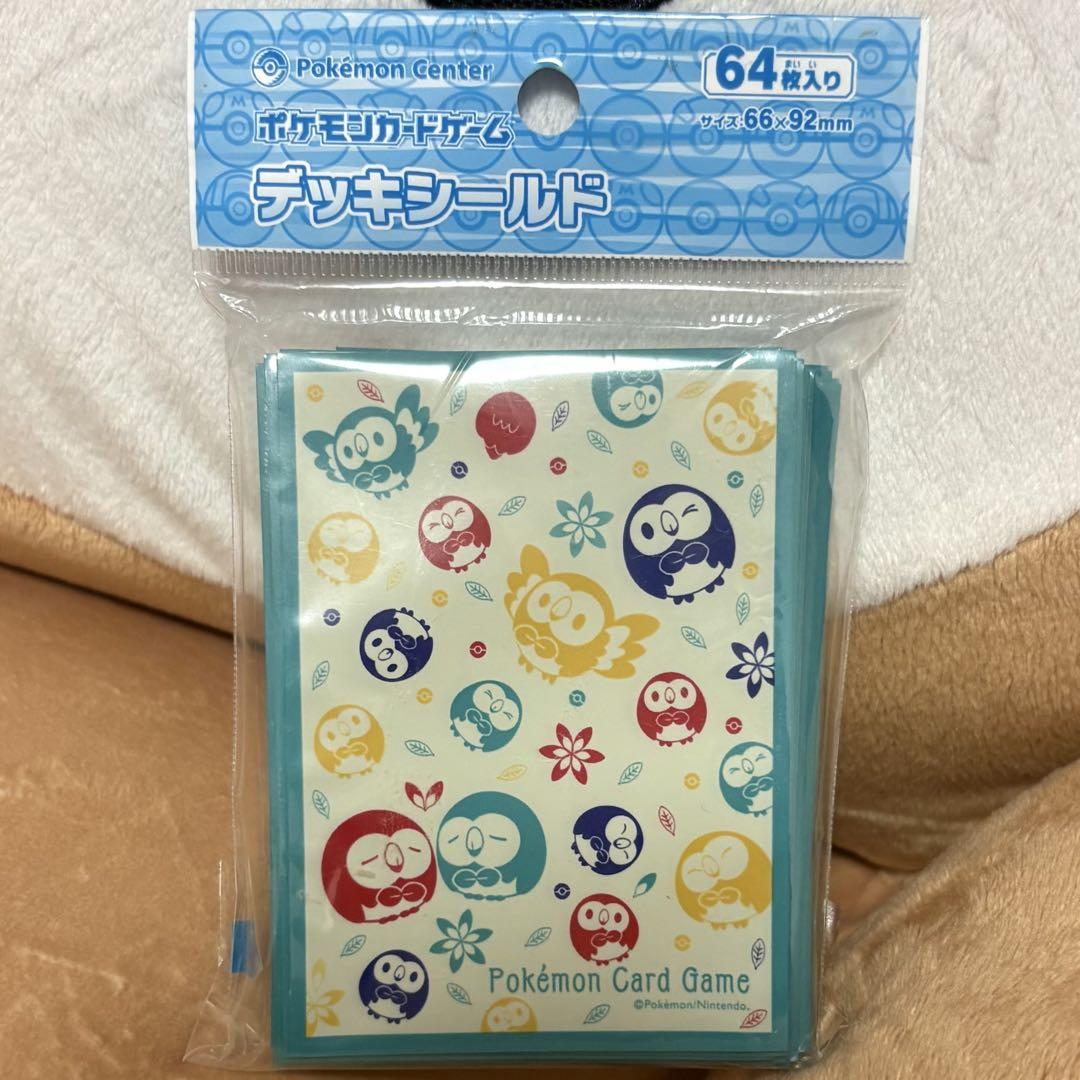 Pokémon Center
ポケモンカードゲーム
デッキシールド
64枚入り
まい い
サイズ:66×92mm
Pokémon Card Game
©Pokémon/Nintendo.